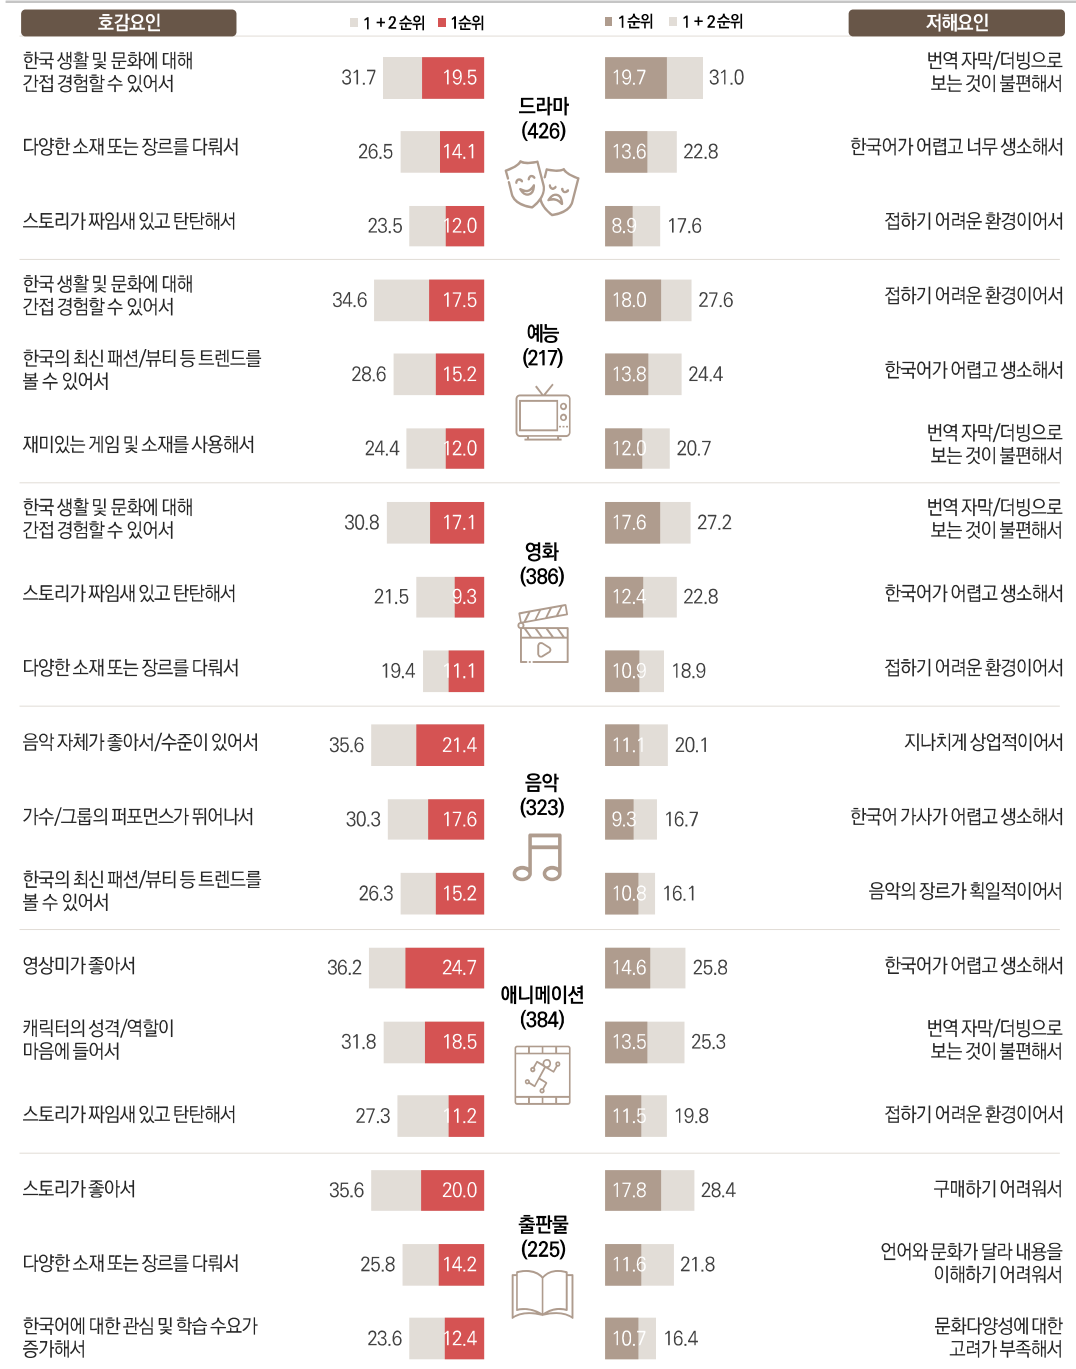 호감요인
1 + 2 순위 1순위
1순위 1 + 2순위
저해요인
한국 생활 및 문화에 대해
간접 경험할 수 있어서
31.7 19.5
드라마
(426)
19.7 31.0
번역 자막/더빙으로
보는 것이 불편해서
다양한 소재 또는 장르를 다뤄서
26.5 14.1
13.6 22.8
한국어가 어렵고 너무 생소해서
스토리가 짜임새 있고 탄탄해서
23.5 12.0
8.9 17.6
접하기 어려운 환경이어서
한국 생활 및 문화에 대해
간접 경험할 수 있어서
34.6 17.5
예능
(217)
18.0 27.6
접하기 어려운 환경이어서
한국의 최신 패션/뷰티 등 트렌드를
볼 수 있어서
28.6 15.2
13.8 24.4
한국어가 어렵고 생소해서
재미있는 게임 및 소재를 사용해서
24.4 12.0
12.0 20.7
번역 자막/더빙으로
보는 것이 불편해서
한국 생활 및 문화에 대해
간접 경험할 수 있어서
30.8 17.1
영화
(386)
17.6 27.2
번역 자막/더빙으로
보는 것이 불편해서
스토리가 짜임새 있고 탄탄해서
21.5 9.3
12.4 22.8
한국어가 어렵고 생소해서
다양한 소재 또는 장르를 다뤄서
19.4 11.1
10.9 18.9
접하기 어려운 환경이어서
음악 자체가 좋아서/수준이 있어서
35.6 21.4
음악
(323)
11.1 20.1
지나치게 상업적이어서
가수/그룹의 퍼포먼스가 뛰어나서
30.3 17.6
9.3 16.7
한국어 가사가 어렵고 생소해서
한국의 최신 패션/뷰티 등 트렌드를
볼 수 있어서
26.3 15.2
10.8 16.1
음악의 장르가 획일적이어서
영상미가 좋아서
36.2 24.7
애니메이션
(384)
14.6 25.8
한국어가 어렵고 생소해서
캐릭터의 성격/역할이
마음에 들어서
31.8 18.5
13.5 25.3
번역 자막/더빙으로
보는 것이 불편해서
스토리가 짜임새 있고 탄탄해서
27.3 11.2
11.5 19.8
접하기 어려운 환경이어서
스토리가 좋아서
35.6 20.0
출판물
(225)
17.8 28.4
구매하기 어려워서
다양한 소재 또는 장르를 다뤄서
25.8 14.2
11.6 21.8
언어와 문화가 달라 내용을
이해하기 어려워서
한국어에 대한 관심 및 학습 수요가
증가해서
23.6 12.4
10.7 16.4
문화다양성에 대한
고려가 부족해서